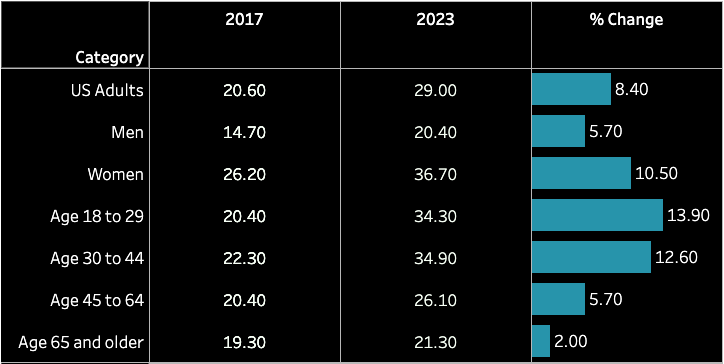 2017 2023 % Change
Category
US Adults 20.60 29.00 8.40
Men 14.70 20.40 5.70
Women 26.20 36.70 10.50
Age 18 to 29 20.40 34.30 13.90
Age 30 to 44 22.30 34.90 12.60
Age 45 to 64 20.40 26.10 5.70
Age 65 and older 19.30 21.30 2.00